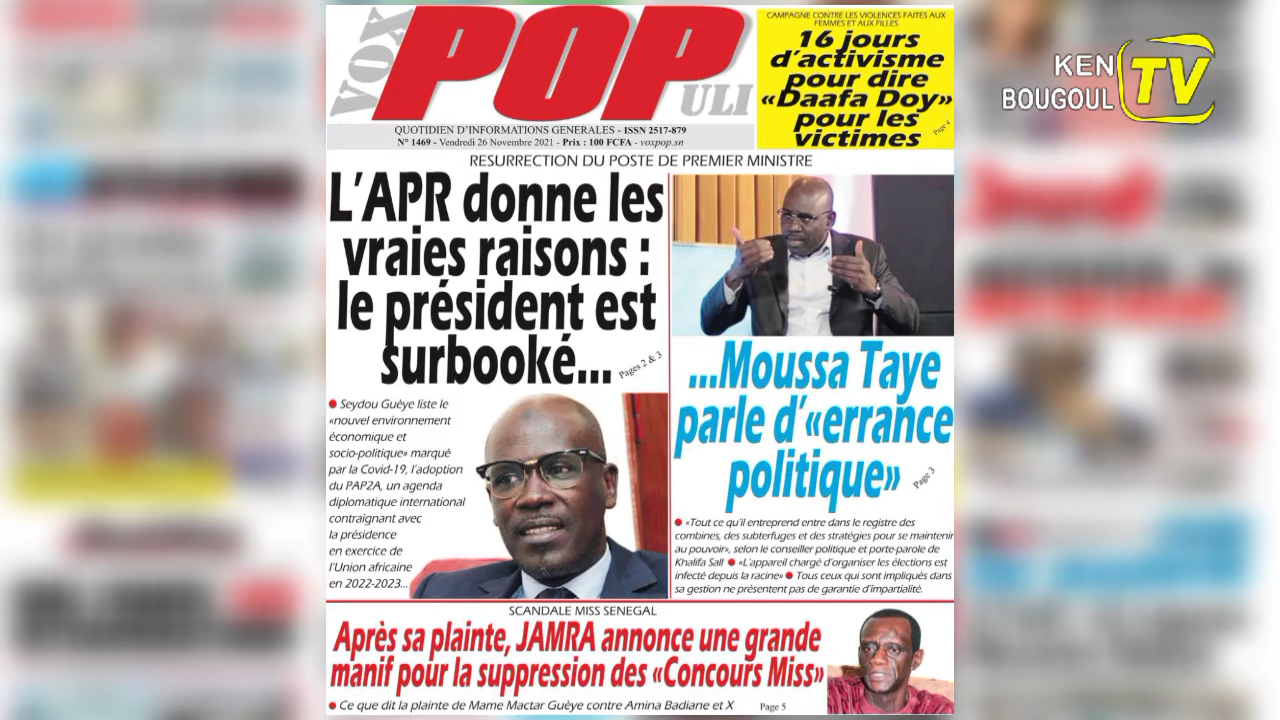 VOX POPULI
QUOTIDIEN D'INFORMATIONS GENERALES - ISSN 2517-879
N° 1469 - Vendredi 26 Novembre 2021 - Prix : 100 FCFA - voxpop.sn
CAMPAGNE CONTRE LES VIOLENCES FAITES AUX
FEMMES ET AUX FILLES
16 jours
d'activisme
pour dire
«Daafa Doy»
pour les
victimes
Page 4
KEN
BOUGOUL
TV
RESURRECTION DU POSTE DE PREMIER MINISTRE
L'APR donne les
vraies raisons :
le président est
surbooké...
Pages 2 & 3
● Seydou Guèye liste le
«nouvel environnement
économique et
socio-politique» marqué
par la Covid-19, l'adoption
du PAP2A, un agenda
diplomatique international
contraignant avec
la présidence
en exercice de
l'Union africaine
en 2022-2023...
...Moussa Taye
parle d'«errance
politique»
Page 3
● «Tout ce qu'il entreprend entre dans le registre des
combines, des subterfuges et des stratégies pour se maintenir
au pouvoir», selon le conseiller politique et porte-parole de
Khalifa Sall ● «L'appareil chargé d'organiser les élections est
infecté depuis la racine» ● Tous ceux qui sont impliqués dans
sa gestion ne présentent pas de garantie d'impartialité.
SCANDALE MISS SENEGAL
Après sa plainte, JAMRA annonce une grande
manif pour la suppression des «Concours Miss»
● Ce que dit la plainte de Mame Mactar Guèye contre Amina Badiane et X
Page 5